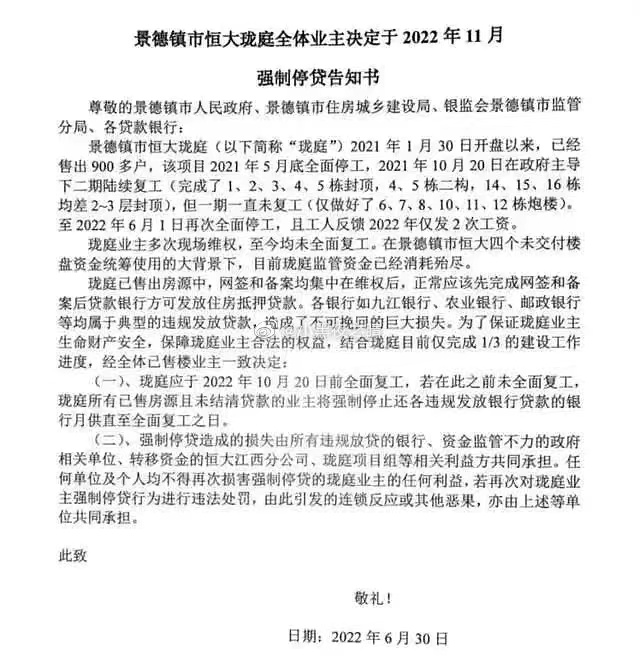 景德镇市恒大珑庭全体业主决定于 2022 年 11 月
强制停贷告知书
尊敬的景德镇市人民政府、景德镇市住房城乡建设局、银监会景德镇市监管
分局、各贷款银行：
景德镇市恒大珑庭（以下简称“珑庭”）2021 年 1 月 30 日开盘以来，已经
售出 900 多户，该项目 2021 年 5 月底全面停工，2021 年 10 月 20 日在政府主导
下二期陆续复工（完成了 1、2、3、4、5 栋封顶，4、5 栋二构，14、15、16 栋
均差 2~3 层封顶），但一期一直未复工（仅做好了 6、7、8、10、11、12 栋炮楼）。
至 2022 年 6 月 1 日再次全面停工，且工人反馈 2022 年仅发 2 次工资。
珑庭业主多次现场维权，至今均未全面复工。在景德镇市恒大四个未交付楼
盘资金统筹使用的大背景下，目前珑庭监管资金已经消耗殆尽。
珑庭已售出房源中，网签和备案均集中在维权后，正常应该先完成网签和备
案后贷款银行方可发放住房抵押贷款。各银行如九江银行、农业银行、邮政银行
等均属于典型的违规发放贷款，造成了不可挽回的巨大损失。为了保证珑庭业主
生命财产安全，保障珑庭业主合法的权益，结合珑庭目前仅完成 1/3 的建设工作
进度，经全体已售楼业主一致决定：
（一）、珑庭应于 2022 年 10 月 20 日前全面复工，若在此之前未全面复工，
珑庭所有已售房源且未结清贷款的业主将强制停止还各违规发放银行贷款的银
行月供直至全面复工之日。
（二）、强制停贷造成的损失由所有违规放贷的银行、资金监管不力的政府
相关单位、转移资金的恒大江西分公司、珑庭项目组等相关利益方共同承担。任
何单位及个人均不得再次损害强制停贷的珑庭业主的任何利益，若再次对珑庭业
主强制停贷行为进行违法处罚，由此引发的连锁反应或其他恶果，亦由上述等单
位共同承担。
此致
敬礼！
日期：2022 年 6 月 30 日